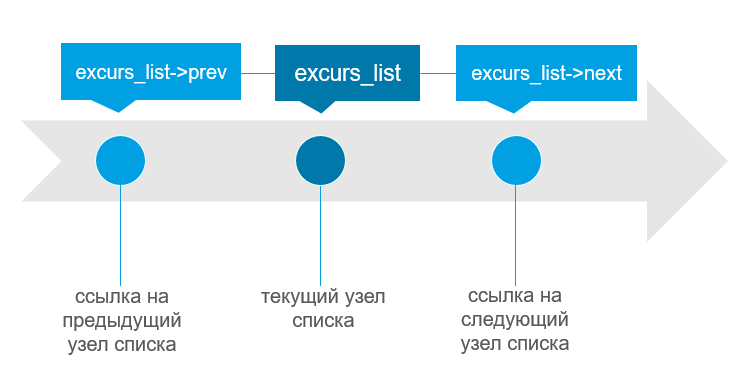 excurs_list->prev
excurs_list
excurs_list->next
ссылка на
предыдущий
узел списка
текущий узел
списка
ссылка на
следующий
узел списка